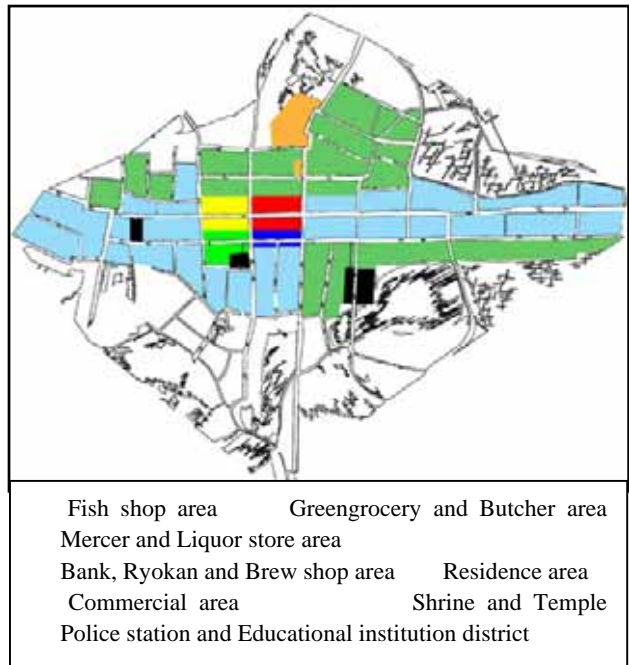 Fish shop area Greengrocery and Butcher area
Mercer and Liquor store area
Bank, Ryokan and Brew shop area Residence area
Commercial area Shrine and Temple
Police station and Educational institution district